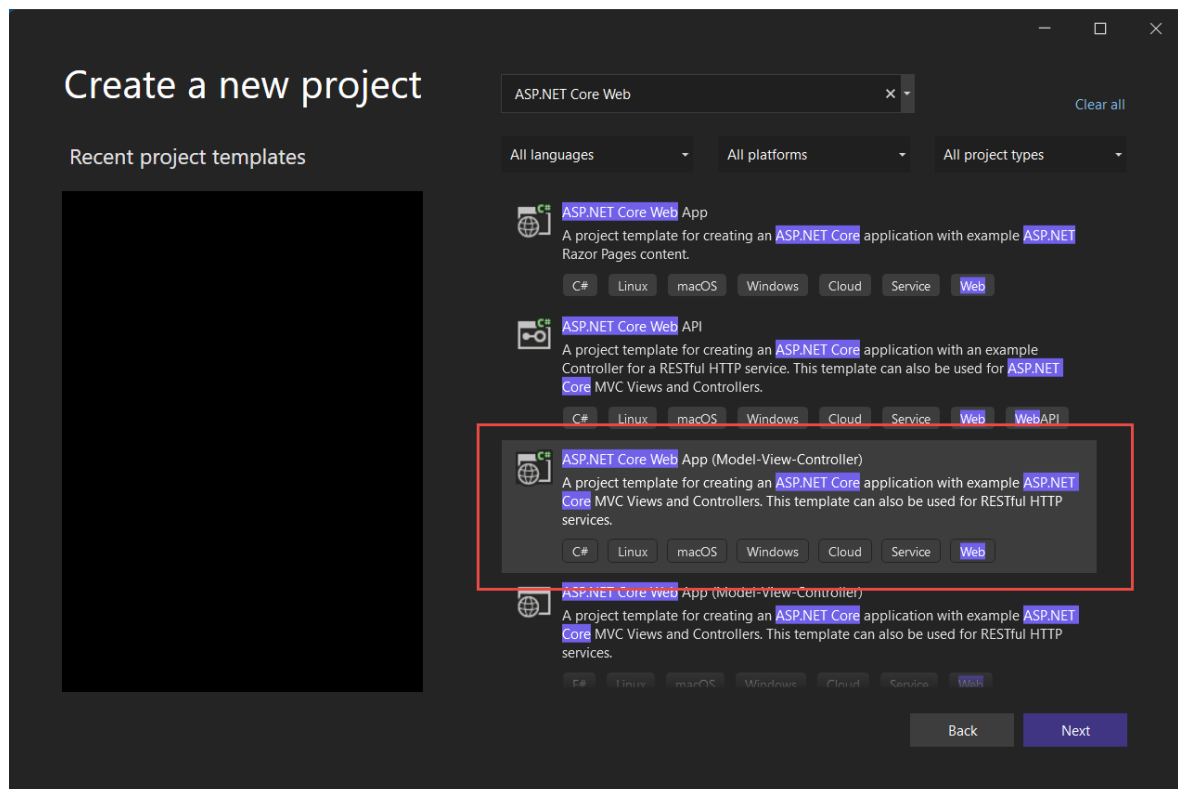 Create a new project
Recent project templates
ASP.NET Core Web
Clear all
All languages
All platforms
All project types
C#
ASP.NET Core Web App
A project template for creating an ASP.NET Core application with example ASP.NET
Razor Pages content.
C# Linux macOS Windows Cloud Service Web
C#
ASP.NET Core Web API
A project template for creating an ASP.NET Core application with an example
Controller for a RESTful HTTP service. This template can also be used for ASP.NET
Core MVC Views and Controllers.
C# Linux macOS Windows Cloud Service Web WebAPI
C#
ASP.NET Core Web App (Model-View-Controller)
A project template for creating an ASP.NET Core application with example ASP.NET
Core MVC Views and Controllers. This template can also be used for RESTful HTTP
services.
C# Linux macOS Windows Cloud Service Web
ASP.NET Core Web App (Model-View-Controller)
A project template for creating an ASP.NET Core application with example ASP.NET
Core MVC Views and Controllers. This template can also be used for RESTful HTTP
services.
F# Linux macOS Windows Cloud Service Web
Back
Next